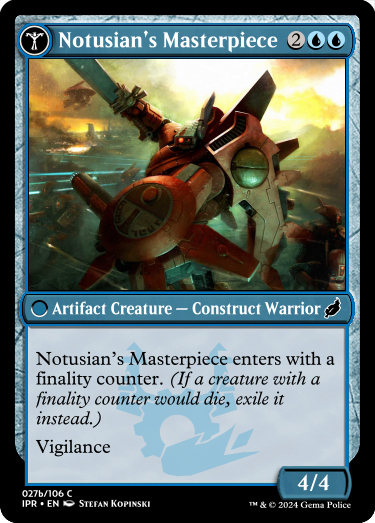 Notusian's Masterpiece 2
Artifact Creature — Construct Warrior
Notusian's Masterpiece enters with a
finality counter. (If a creature with a
finality counter would die, exile it
instead.)
Vigilance
4/4
027b/106 C
IPR • EN Stefan Kopinski
™ & © 2024 Gema Police